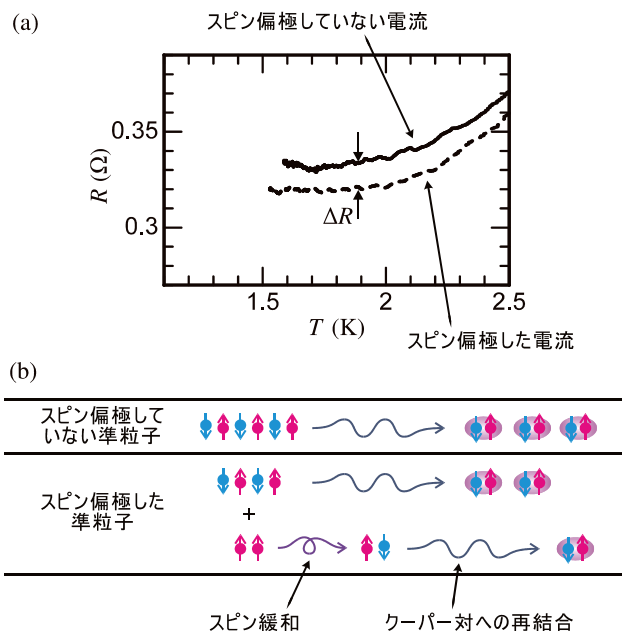 (a)
スピン偏極していない電流
0.35
0.3
R (Ω)
ΔR
1.5
2
2.5
T (K)
スピン偏極した電流
(b)
スピン偏極して
いない準粒子
スピン偏極した
準粒子
+
スピン緩和
クーパー対への再結合